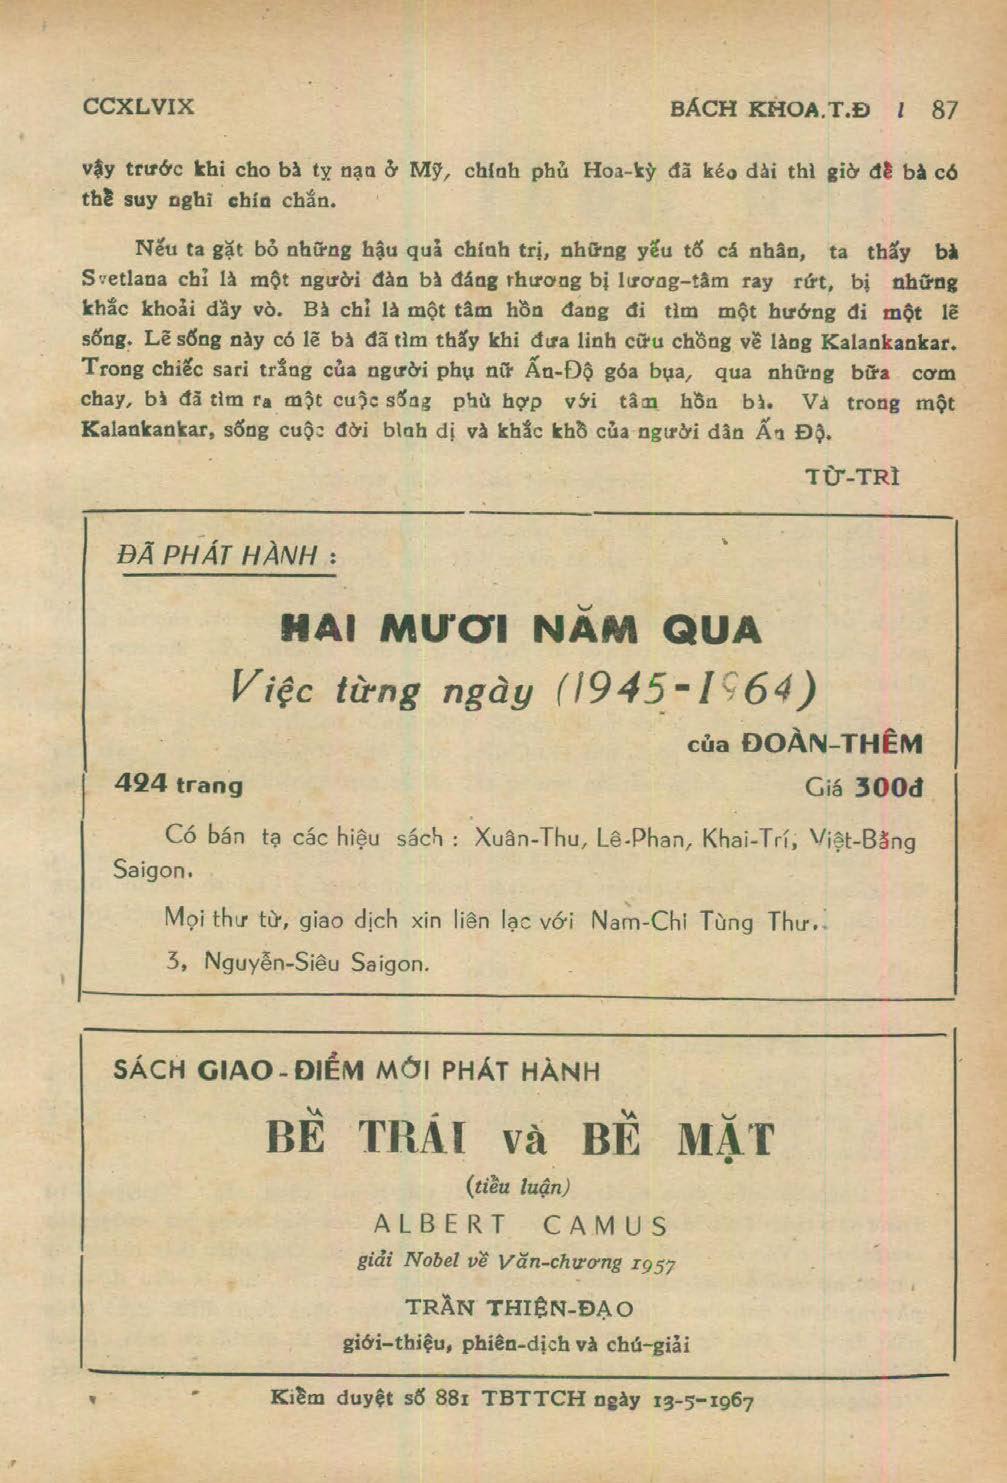 CCXLVIX BÁCH KHOA.T.Đ l 87
vậy trước khi cho bà tỵ nạn ở Mỹ, chính phủ Hoa-kỳ đã kéo dài thì giờ để bà có
thể suy nghĩ chín chắn.
Nếu ta gặt bỏ những hậu quả chính trị, những yếu tố cá nhân, ta thấy bà
Svetlana chỉ là một người đàn bà đáng thương bị lương-tâm ray rứt, bị những
khắc khoải đầy vò. Bà chỉ là một tâm hồn đang đi tìm một hướng đi một lẽ
sống. Lẽ sống này có lẽ bà đã tìm thấy khi đưa linh cữu chồng về làng Kalankankar.
Trong chiếc sari trắng của người phụ nữ Ấn-Độ góa bụa, qua những bữa cơm
chay, bà đã tìm ra một cuộc sống phù hợp với tâm hồn bà. Và trong một
Kalankankar, sống cuộc đời bình dị và khắc khổ của người dân Ấn Độ.
TỪ-TRÌ
ĐÃ PHÁT HÀNH :
HAI MƯƠI NĂM QUA
Việc từng ngày (1945-1964)
của ĐOÀN-THÊM
424 trang Giá 300đ
Có bán tạ các hiệu sách : Xuân-Thu, Lê-Phan, Khai-Trí, Việt-Bằng
Saigon.
Mọi thư từ, giao dịch xin liên lạc với Nam-Chi Tùng Thư.
3, Nguyễn-Siêu Saigon.
SÁCH GIAO-ĐIỂM MỚI PHÁT HÀNH
BỀ TRÁI và BỀ MẶT
(tiểu luận)
ALBERT CAMUS
giải Nobel về Văn-chương 1957
TRẦN THIỆN-ĐẠO
giới-thiệu, phiên-dịch và chú-giải
Kiểm duyệt số 881 TBTTCH ngày 13-5-1967